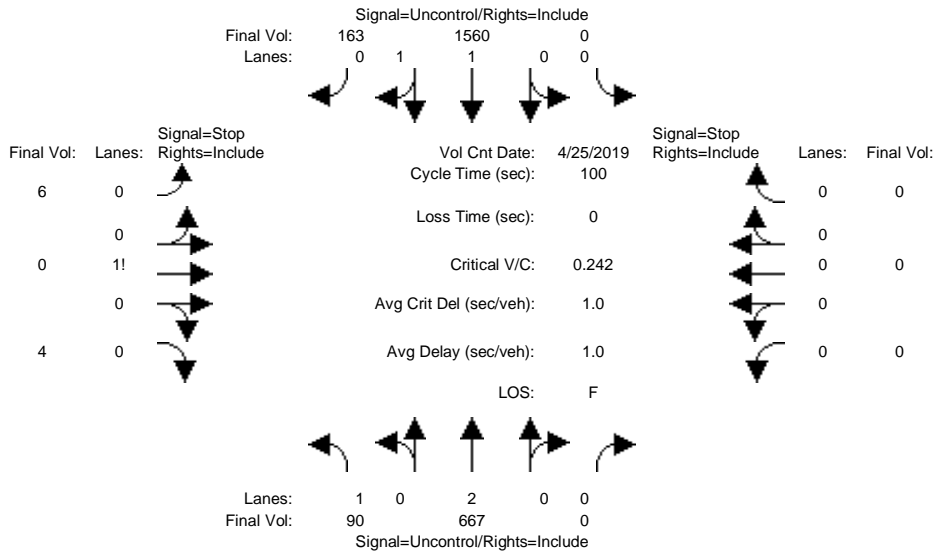 Signal=Uncontrol/Rights=Include
Final Vol: 163 1560 0
Lanes: 0 1 1 0 0
Signal=Stop Signal=Stop
Final Vol: Lanes: Rights=Include Vol Cnt Date: 4/25/2019 Rights=Include Lanes: Final Vol:
Cycle Time (sec): 100
6 0 0 0
Loss Time (sec): 0
0 0
0 1! Critical V/C: 0.242 0 0
0 Avg Crit Del (sec/veh): 1.0 0
4 0 Avg Delay (sec/veh): 1.0 0 0
LOS: F
Lanes: 1 0 2 0 0
Final Vol: 90 667 0
Signal=Uncontrol/Rights=Include